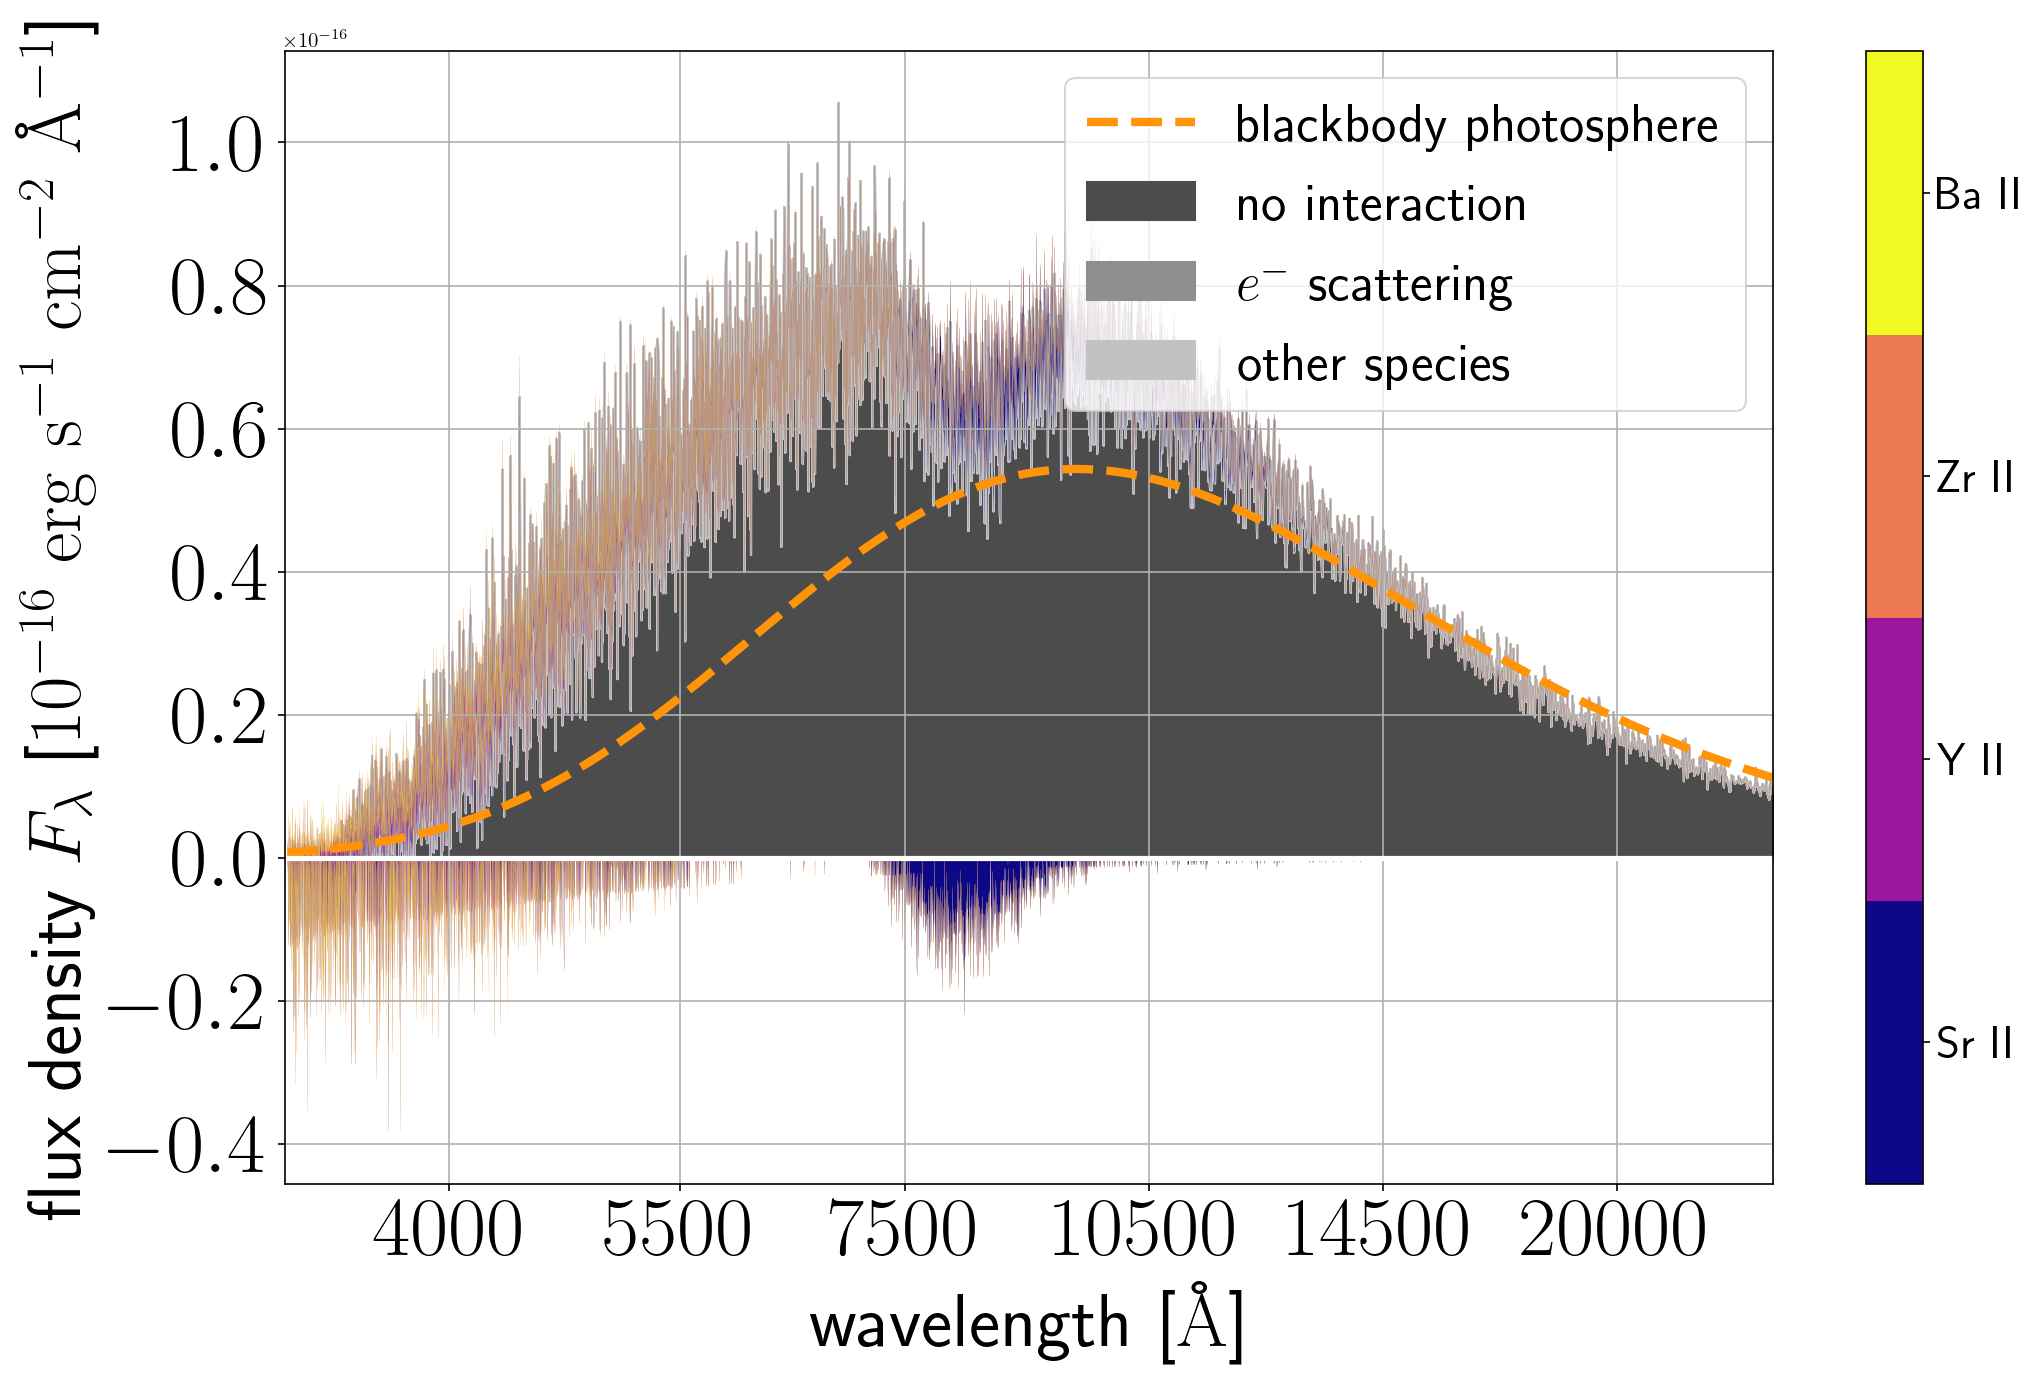 ×10⁻¹⁶
flux density F_λ [10⁻¹⁶ erg s⁻¹ cm⁻² Å⁻¹]
1.0
0.8
0.6
0.4
0.2
0.0
−0.2
−0.4
blackbody photosphere
no interaction
e⁻ scattering
other species
4000 5500 7500 10500 14500 20000
wavelength [Å]
Ba II
Zr II
Y II
Sr II